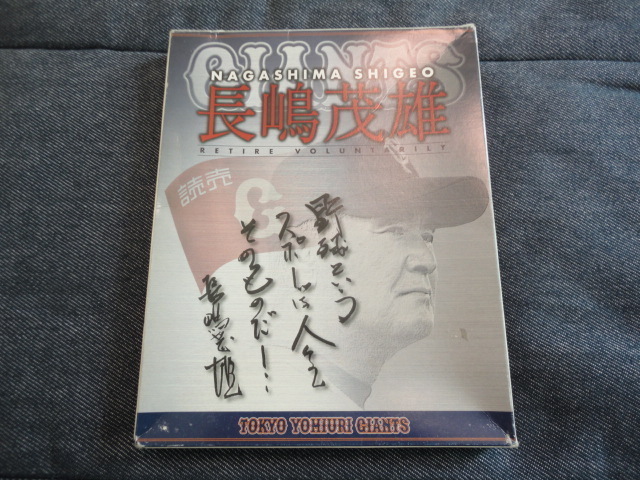 GIANTS
NAGASHIMA SHIGEO
長嶋茂雄
RETIRE VOLUNTARILY
読売
G
野球という
スポーツは人生
そのものだ!
長嶋茂雄
TOKYO YOMIURI GIANTS